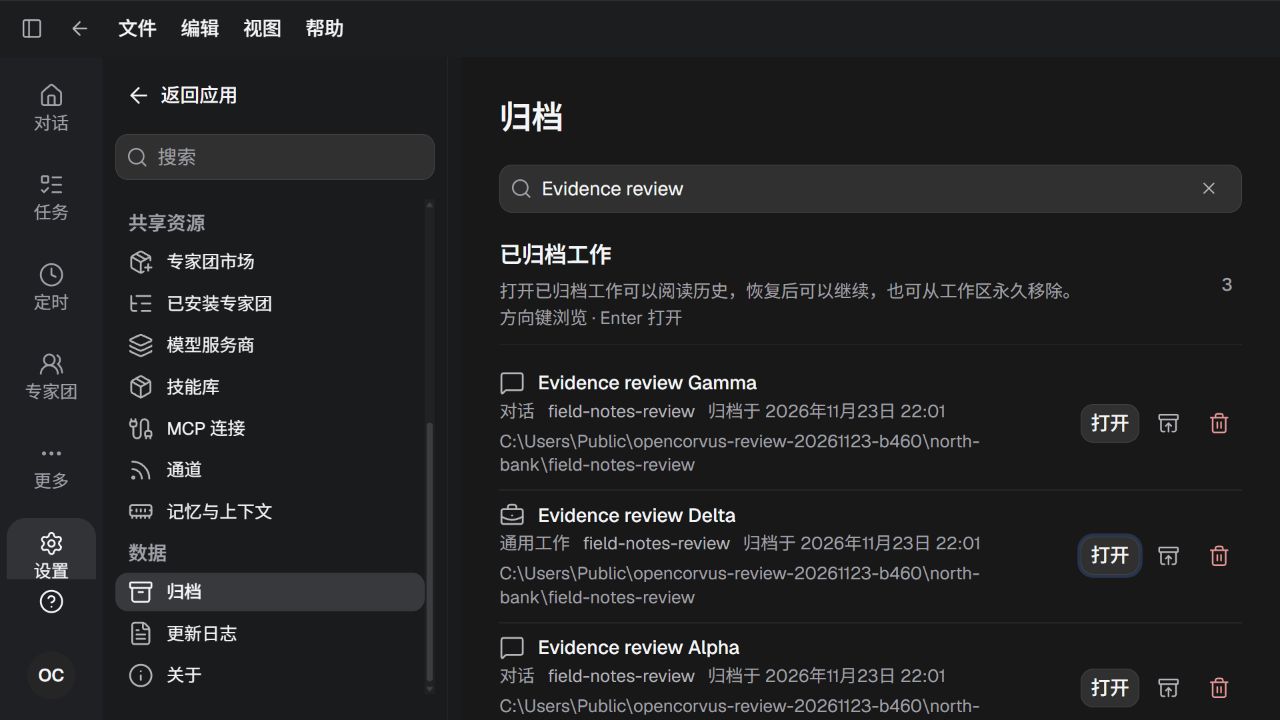 文件 编辑 视图 帮助
对话
任务
定时
专家团
更多
设置
OC
返回应用
搜索
共享资源
专家团市场
已安装专家团
模型服务商
技能库
MCP 连接
通道
记忆与上下文
数据
归档
更新日志
关于
归档
Evidence review
已归档工作
打开已归档工作可以阅读历史，恢复后可以继续，也可从工作区永久移除。
方向键浏览 · Enter 打开
3
Evidence review Gamma
对话 field-notes-review 归档于 2026年11月23日 22:01
C:\Users\Public\opencorvus-review-20261123-b460\north-
bank\field-notes-review
打开
Evidence review Delta
通用工作 field-notes-review 归档于 2026年11月23日 22:01
C:\Users\Public\opencorvus-review-20261123-b460\north-
bank\field-notes-review
打开
Evidence review Alpha
对话 field-notes-review 归档于 2026年11月23日 22:01
C:\Users\Public\opencorvus-review-20261123-b460\north-
打开